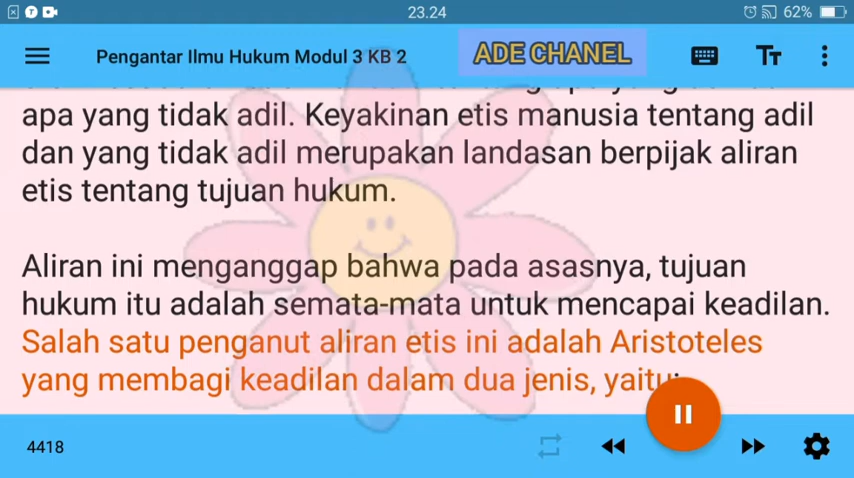 23.24
62%
Pengantar Ilmu Hukum Modul 3 KB 2
ADE CHANEL
Tт
apa yang tidak adil. Keyakinan etis manusia tentang adil
dan yang tidak adil merupakan landasan berpijak aliran
etis tentang tujuan hukum.
Aliran ini menganggap bahwa pada asasnya, tujuan
hukum itu adalah semata-mata untuk mencapai keadilan.
Salah satu penganut aliran etis ini adalah Aristoteles
yang membagi keadilan dalam dua jenis, yaitu:
4418